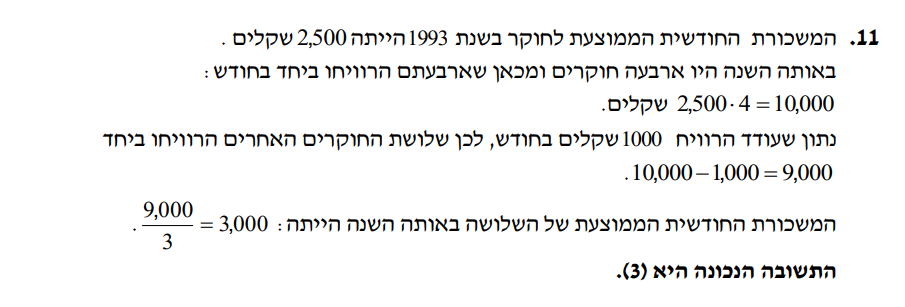 11. המשכורת החודשית הממוצעת לחוקר בשנת 1993 הייתה 2,500 שקלים .
באותה השנה היו ארבעה חוקרים ומכאן שארבעתם הרוויחו ביחד בחודש :
2,500 · 4 = 10,000 שקלים.
נתון שעודד הרוויח 1000 שקלים בחודש, לכן שלושת החוקרים האחרים הרוויחו ביחד
10,000 − 1,000 = 9,000 .
המשכורת החודשית הממוצעת של השלושה באותה השנה הייתה : 9,000/3 = 3,000 .
התשובה הנכונה היא (3).